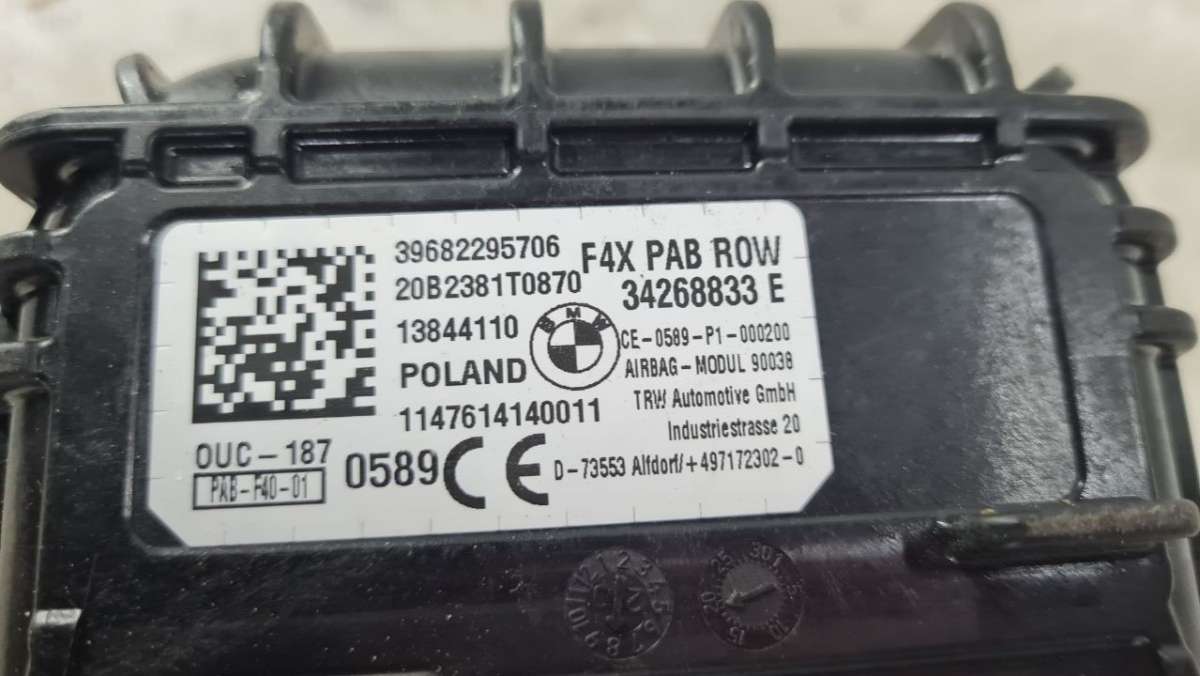 39682295706
20B2381T0870
13844110
POLAND
1147614140011
BMW
F4X PAB ROW
34268833 E
CE-0589-P1-000200
AIRBAG-MODUL 90038
TRW Automotive GmbH
Industriestrasse 20
D-73553 Alfdorf/+497172302-0
OUC-187
PAB-F40-01
0589 CE